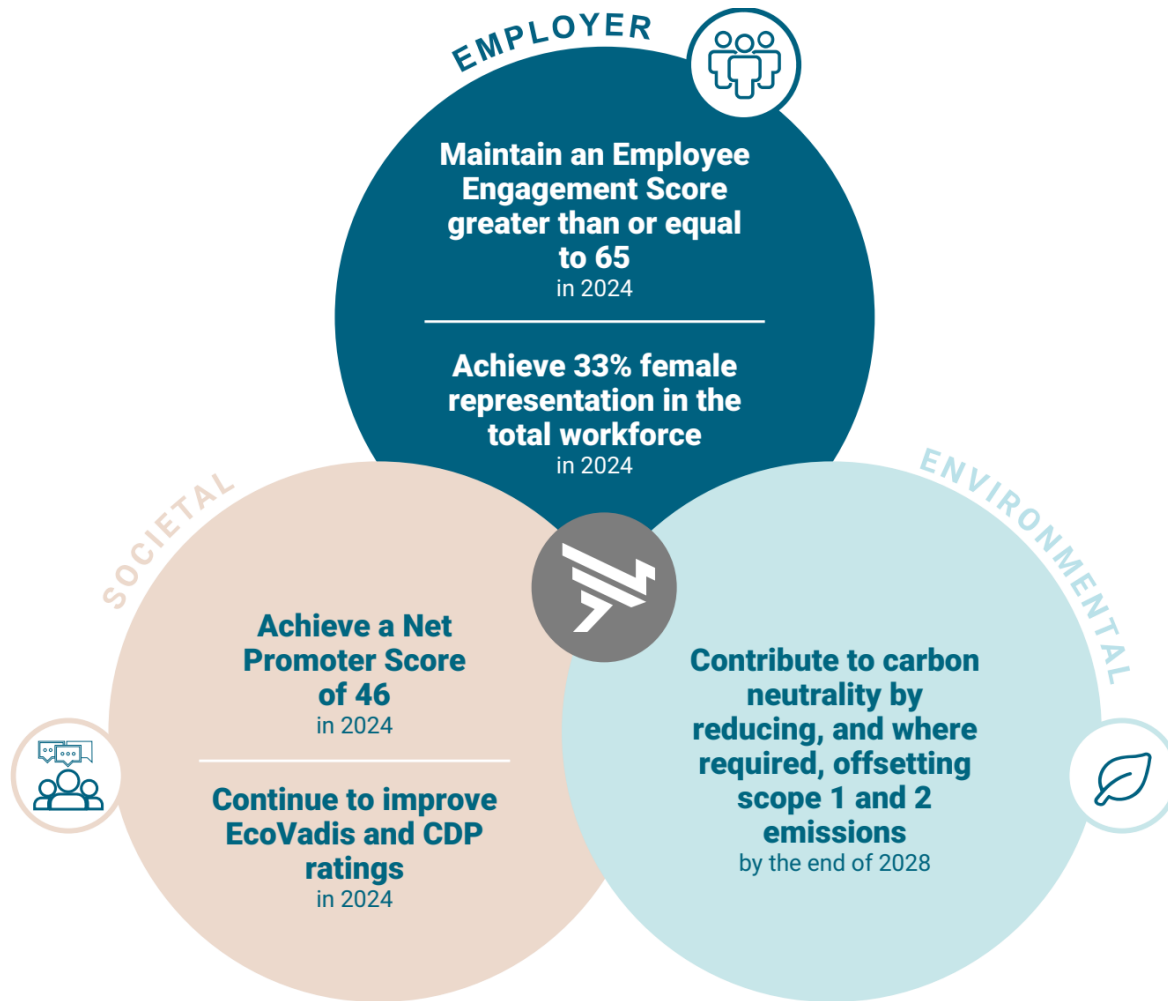 EMPLOYER
Maintain an Employee
Engagement Score
greater than or equal
to 65
in 2024
Achieve 33% female
representation in the
total workforce
in 2024
SOCIETAL
Achieve a Net
Promoter Score
of 46
in 2024
Continue to improve
EcoVadis and CDP
ratings
in 2024
ENVIRONMENTAL
Contribute to carbon
neutrality by
reducing, and where
required, offsetting
scope 1 and 2
emissions
by the end of 2028